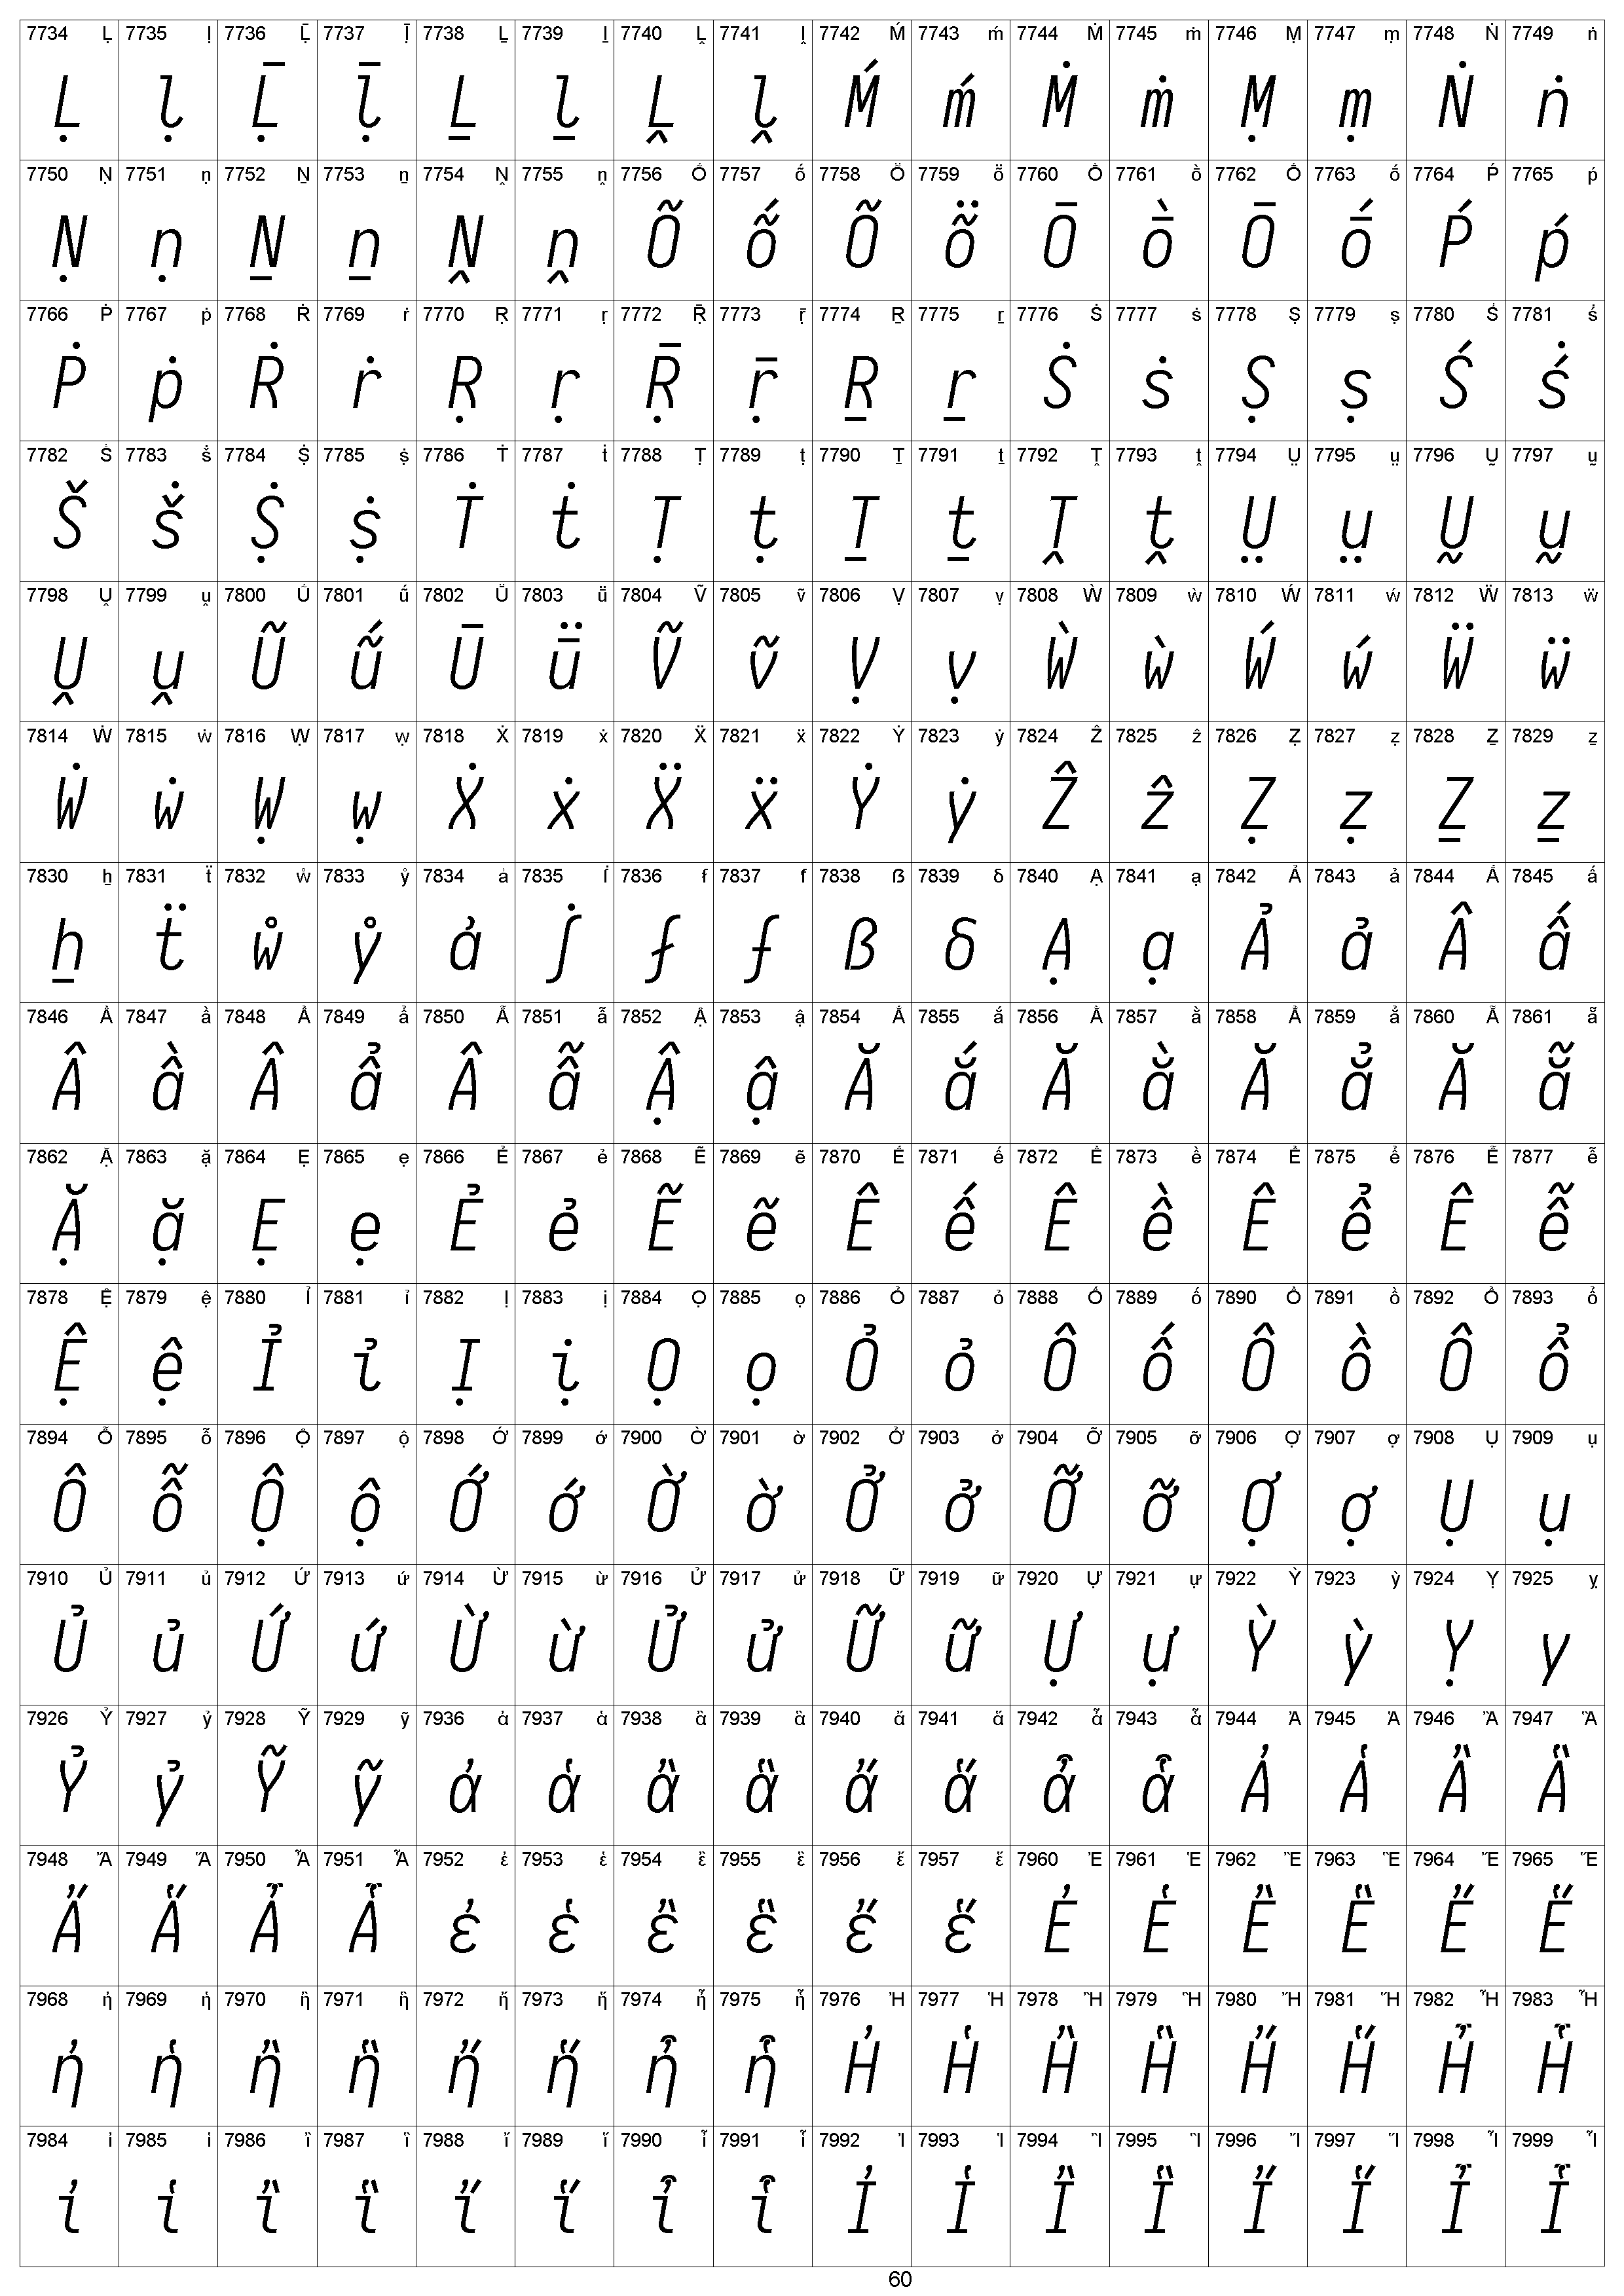 7734 Ḷ 7735 ḷ 7736 Ḹ 7737 ḹ 7738 Ḻ 7739 ḻ 7740 Ḽ 7741 ḽ 7742 Ḿ 7743 ḿ 7744 Ṁ 7745 ṁ 7746 Ṃ 7747 ṃ 7748 Ṅ 7749 ṅ
Ḷ ḷ Ḹ ḹ Ḻ ḻ Ḽ ḽ Ḿ ḿ Ṁ ṁ Ṃ ṃ Ṅ ṅ
7750 Ṇ 7751 ṇ 7752 Ṉ 7753 ṉ 7754 Ṋ 7755 ṋ 7756 Ṍ 7757 ṍ 7758 Ṏ 7759 ṏ 7760 Ṑ 7761 ṑ 7762 Ṓ 7763 ṓ 7764 Ṕ 7765 ṕ
Ṇ ṇ Ṉ ṉ Ṋ ṋ Õ ṍ Õ ṏ Ō ṑ Ō ṓ Ṕ ṕ
7766 Ṗ 7767 ṗ 7768 Ṙ 7769 ṙ 7770 Ṛ 7771 ṛ 7772 Ṝ 7773 ṝ 7774 Ṟ 7775 ṟ 7776 Ṡ 7777 ṡ 7778 Ṣ 7779 ṣ 7780 Ṥ 7781 ṥ
Ṗ ṗ Ṙ ṙ Ṛ ṛ Ṝ ṝ Ṟ ṟ Ṡ ṡ Ṣ ṣ Ś ṥ
7782 Ṧ 7783 ṧ 7784 Ṩ 7785 ṩ 7786 Ṫ 7787 ṫ 7788 Ṭ 7789 ṭ 7790 Ṯ 7791 ṯ 7792 Ṱ 7793 ṱ 7794 Ṳ 7795 ṳ 7796 Ṵ 7797 ṵ
Š ṧ Ṩ ṩ Ṫ ṫ Ṭ ṭ Ṯ ṯ Ṱ ṱ Ṳ ṳ Ṵ ṵ
7798 Ṷ 7799 ṷ 7800 Ṹ 7801 ṹ 7802 Ṻ 7803 ṻ 7804 Ṽ 7805 ṽ 7806 Ṿ 7807 ṿ 7808 Ẁ 7809 ẁ 7810 Ẃ 7811 ẃ 7812 Ẅ 7813 ẅ
Ṷ ṷ Ũ ṹ Ū ṻ Ṽ ṽ Ṿ ṿ Ẁ ẁ Ẃ ẃ Ẅ ẅ
7814 Ẇ 7815 ẇ 7816 Ẉ 7817 ẉ 7818 Ẋ 7819 ẋ 7820 Ẍ 7821 ẍ 7822 Ẏ 7823 ẏ 7824 Ẑ 7825 ẑ 7826 Ẓ 7827 ẓ 7828 Ẕ 7829 ẕ
Ẇ ẇ Ẉ ẉ Ẋ ẋ Ẍ ẍ Ẏ ẏ Ẑ ẑ Ẓ ẓ Ẕ ẕ
7830 ẖ 7831 ẗ 7832 ẘ 7833 ẙ 7834 ẚ 7835 ẛ 7836 ẜ 7837 ẝ 7838 ẞ 7839 ẟ 7840 Ạ 7841 ạ 7842 Ả 7843 ả 7844 Ấ 7845 ấ
ẖ ẗ ẘ ẙ ẚ ẛ ẜ ẝ ẞ ẟ Ạ ạ Ả ả Â ấ
7846 Ầ 7847 ầ 7848 Ẩ 7849 ẩ 7850 Ẫ 7851 ẫ 7852 Ậ 7853 ậ 7854 Ắ 7855 ắ 7856 Ằ 7857 ằ 7858 Ẳ 7859 ẳ 7860 Ẵ 7861 ẵ
Â ầ Â ẩ Â ẫ Ậ ậ Ă ắ Ă ằ Ă ẳ Ă ẵ
7862 Ặ 7863 ặ 7864 Ẹ 7865 ẹ 7866 Ẻ 7867 ẻ 7868 Ẽ 7869 ẽ 7870 Ế 7871 ế 7872 Ề 7873 ề 7874 Ể 7875 ể 7876 Ễ 7877 ễ
Ặ ặ Ẹ ẹ Ẻ ẻ Ẽ ẽ Ê ế Ê ề Ê ể Ê ễ
7878 Ệ 7879 ệ 7880 Ỉ 7881 ỉ 7882 Ị 7883 ị 7884 Ọ 7885 ọ 7886 Ỏ 7887 ỏ 7888 Ố 7889 ố 7890 Ồ 7891 ồ 7892 Ổ 7893 ổ
Ệ ệ Ỉ ỉ Ị ị Ọ ọ Ỏ ỏ Ô ố Ô ồ Ô ổ
7894 Ỗ 7895 ỗ 7896 Ộ 7897 ộ 7898 Ớ 7899 ớ 7900 Ờ 7901 ờ 7902 Ở 7903 ở 7904 Ỡ 7905 ỡ 7906 Ợ 7907 ợ 7908 Ụ 7909 ụ
Ô ỗ Ộ ộ Ớ ớ Ờ ờ Ở ở Ỡ ỡ Ợ ợ Ụ ụ
7910 Ủ 7911 ủ 7912 Ứ 7913 ứ 7914 Ừ 7915 ừ 7916 Ử 7917 ử 7918 Ữ 7919 ữ 7920 Ự 7921 ự 7922 Ỳ 7923 ỳ 7924 Ỵ 7925 ỵ
Ủ ủ Ứ ứ Ừ ừ Ử ử Ữ ữ Ự ự Ỳ ỳ Ỵ y
7926 Ỷ 7927 ỷ 7928 Ỹ 7929 ỹ 7936 ἀ 7937 ἁ 7938 ἂ 7939 ἃ 7940 ἄ 7941 ἅ 7942 ἆ 7943 ἇ 7944 Ἀ 7945 Ἁ 7946 Ἂ 7947 Ἃ
Ỷ ỷ Ỹ ỹ ἀ ἁ ἂ ἃ ἄ ἅ ἆ ἇ Ἀ Ἁ Ἂ Ἃ
7948 Ἄ 7949 Ἅ 7950 Ἆ 7951 Ἇ 7952 ἐ 7953 ἑ 7954 ἒ 7955 ἓ 7956 ἔ 7957 ἕ 7960 Ἐ 7961 Ἑ 7962 Ἒ 7963 Ἓ 7964 Ἔ 7965 Ἕ
Ἄ Ἅ Ἆ Ἇ ἐ ἑ ἒ ἓ ἔ ἕ Ἐ Ἑ Ἒ Ἓ Ἔ Ἕ
7968 ἠ 7969 ἡ 7970 ἢ 7971 ἣ 7972 ἤ 7973 ἥ 7974 ἦ 7975 ἧ 7976 Ἠ 7977 Ἡ 7978 Ἢ 7979 Ἣ 7980 Ἤ 7981 Ἥ 7982 Ἦ 7983 Ἧ
ἠ ἡ ἢ ἣ ἤ ἥ ἦ ἧ Ἠ Ἡ Ἢ Ἣ Ἤ Ἥ Ἦ Ἧ
7984 ἰ 7985 ἱ 7986 ἲ 7987 ἳ 7988 ἴ 7989 ἵ 7990 ἶ 7991 ἷ 7992 Ἰ 7993 Ἱ 7994 Ἲ 7995 Ἳ 7996 Ἴ 7997 Ἵ 7998 Ἶ 7999 Ἷ
ἰ ἱ ἲ ἳ ἴ ἵ ἶ ἷ Ἰ Ἱ Ἲ Ἳ Ἴ Ἵ Ἶ Ἷ
60